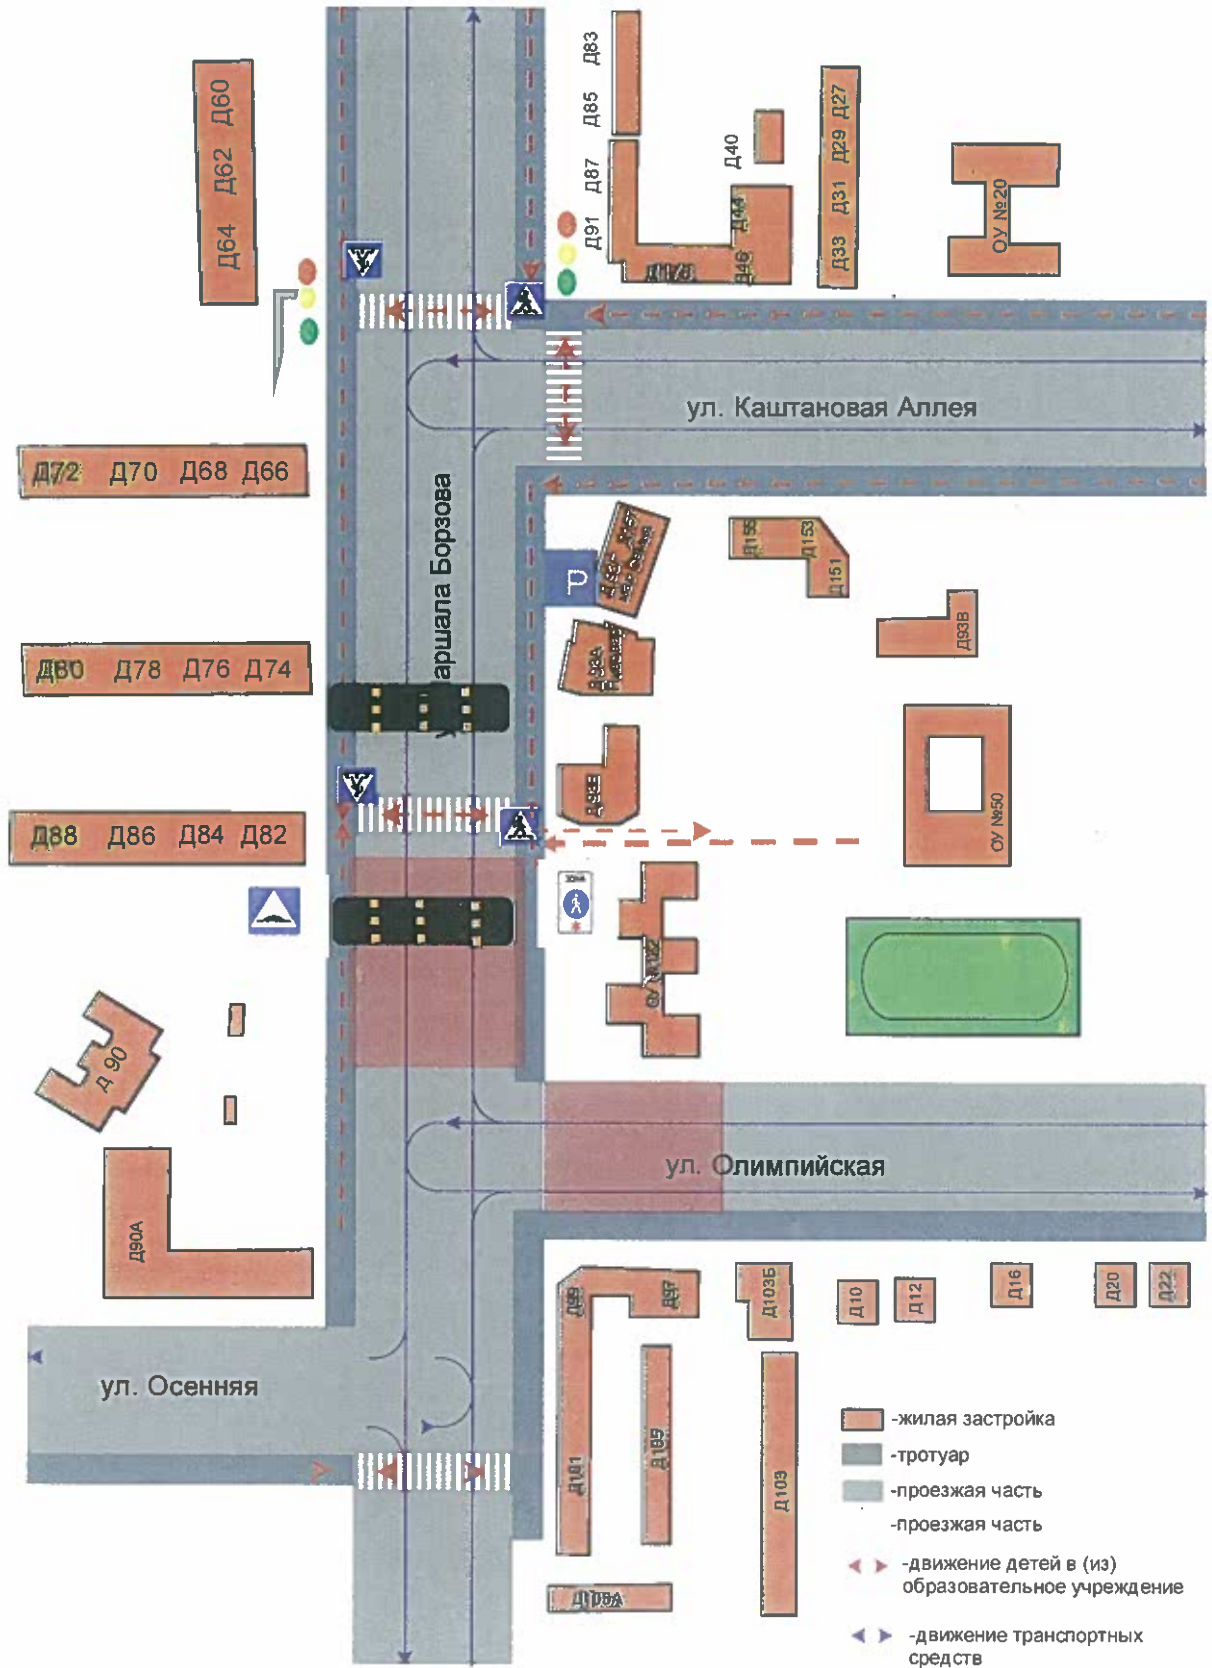 Д60
Д62
Д64
Д83
Д85
Д87
Д91
Д40
Д44
Д46
Д27
Д29
Д31
Д33
ОУ №20
ул. Каштановая Аллея
Д72 Д70 Д68 Д66
аршала Борзова
P
Д155
Д153
Д151
Д93В
Д80 Д78 Д76 Д74
Д93А
Д88 Д86 Д84 Д82
ОУ №50
Д 90
ул. Олимпийская
Д90А
Д99
Д97
Д103Б
Д10
Д12
Д16
Д20
Д22
ул. Осенняя
Д101
Д103
-жилая застройка
-тротуар
-проезжая часть
-проезжая часть
-движение детей в (из)
образовательное учреждение
-движение транспортных
средств